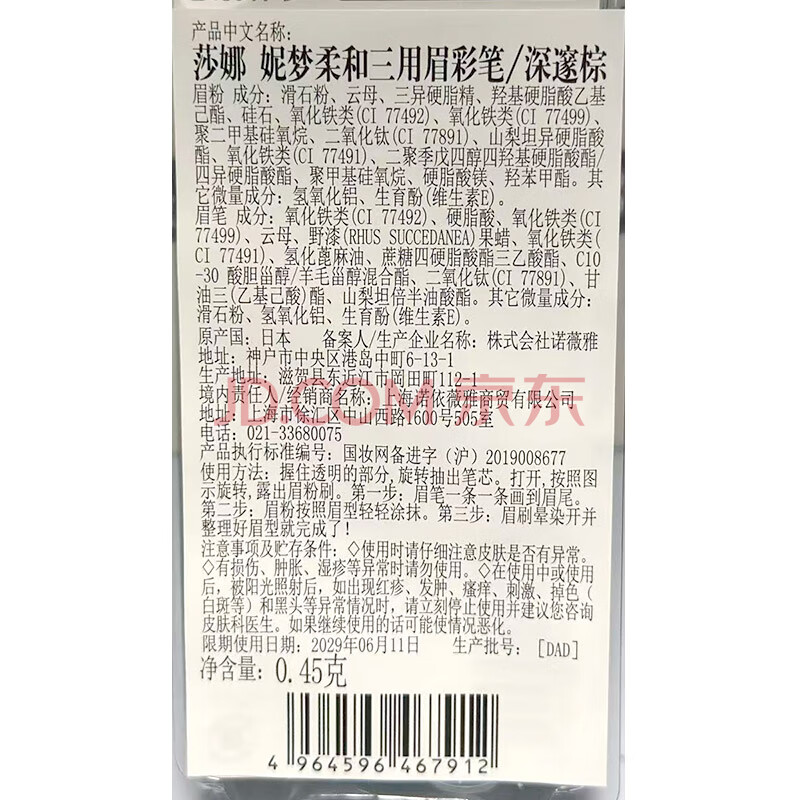 产品中文名称:
莎娜 妮梦柔和三用眉彩笔/深邃棕
眉粉 成分: 滑石粉、云母、三异硬脂精、羟基硬脂酸乙基
己酯、硅石、氧化铁类(CI 77492)、氧化铁类(CI 77499)、
聚二甲基硅氧烷、二氧化钛(CI 77891)、山梨坦异硬脂酸
酯、氧化铁类(CI 77491)、二聚季戊四醇四羟基硬脂酸酯/
四异硬脂酸酯、聚甲基硅氧烷、硬脂酸镁、羟苯甲酯。其
它微量成分: 氢氧化铝、生育酚(维生素E)。
眉笔 成分: 氧化铁类(CI 77492)、硬脂酸、氧化铁类(CI
77499)、云母、野漆(RHUS SUCCEDANEA)果蜡、氧化铁类(
CI 77491)、氢化蓖麻油、蔗糖四硬脂酸酯三乙酸酯、C10
-30 酸胆甾醇/羊毛甾醇混合酯、二氧化钛(CI 77891)、甘
油三(乙基己酸)酯、山梨坦倍半油酸酯。其它微量成分:
滑石粉、氢氧化铝、生育酚(维生素E)。
原产国: 日本 备案人/生产企业名称: 株式会社诺薇雅
地址: 神户市中央区港岛中町6-13-1
生产地址: 滋贺县东近江市岡田町112-1
境内责任人/经销商名称: 上海诺依薇雅商贸有限公司
JD.COM 京东
地址: 上海市徐汇区中山西路1600号505室
电话: 021-33680075
产品执行标准编号: 国妆网备进字（沪）2019008677
使用方法: 握住透明的部分,旋转抽出笔芯。打开,按照图
示旋转,露出眉粉刷。第一步: 眉笔一条一条画到眉尾。
第二步: 眉粉按照眉型轻轻涂抹。第三步: 眉刷晕染开并
整理好眉型就完成了!
注意事项及贮存条件: ◇使用时请仔细注意皮肤是否有异常。
◇有损伤、肿胀、湿疹等异常时请勿使用。◇在使用中或使用
后, 被阳光照射后, 如出现红疹、发肿、瘙痒、刺激、掉色（
白斑等）和黑头等异常情况时, 请立刻停止使用并建议您咨询
皮肤科医生。如果继续使用的话可能使情况恶化。
限期使用日期: 2029年06月11日 生产批号: [DAD]
净含量: 0.45克
4 964596 467912